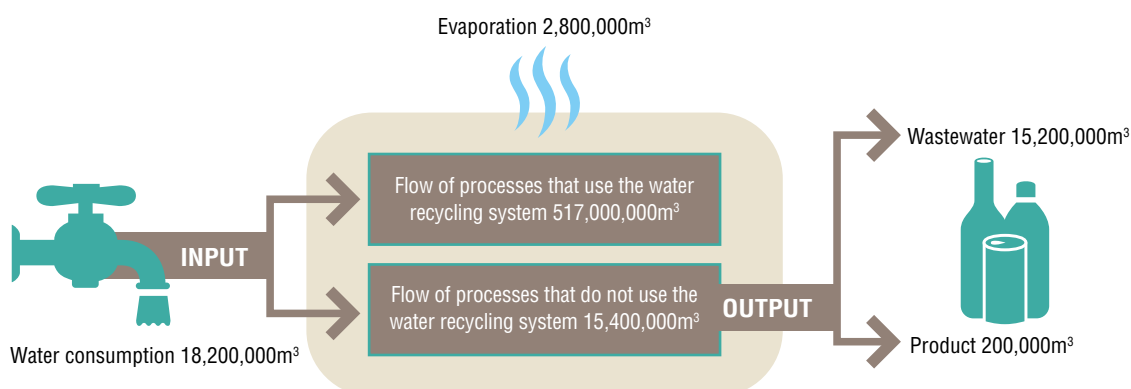 Evaporation 2,800,000m³
Flow of processes that use the water
recycling system 517,000,000m³
INPUT
Flow of processes that do not use the
water recycling system 15,400,000m³
OUTPUT
Water consumption 18,200,000m³
Wastewater 15,200,000m³
Product 200,000m³